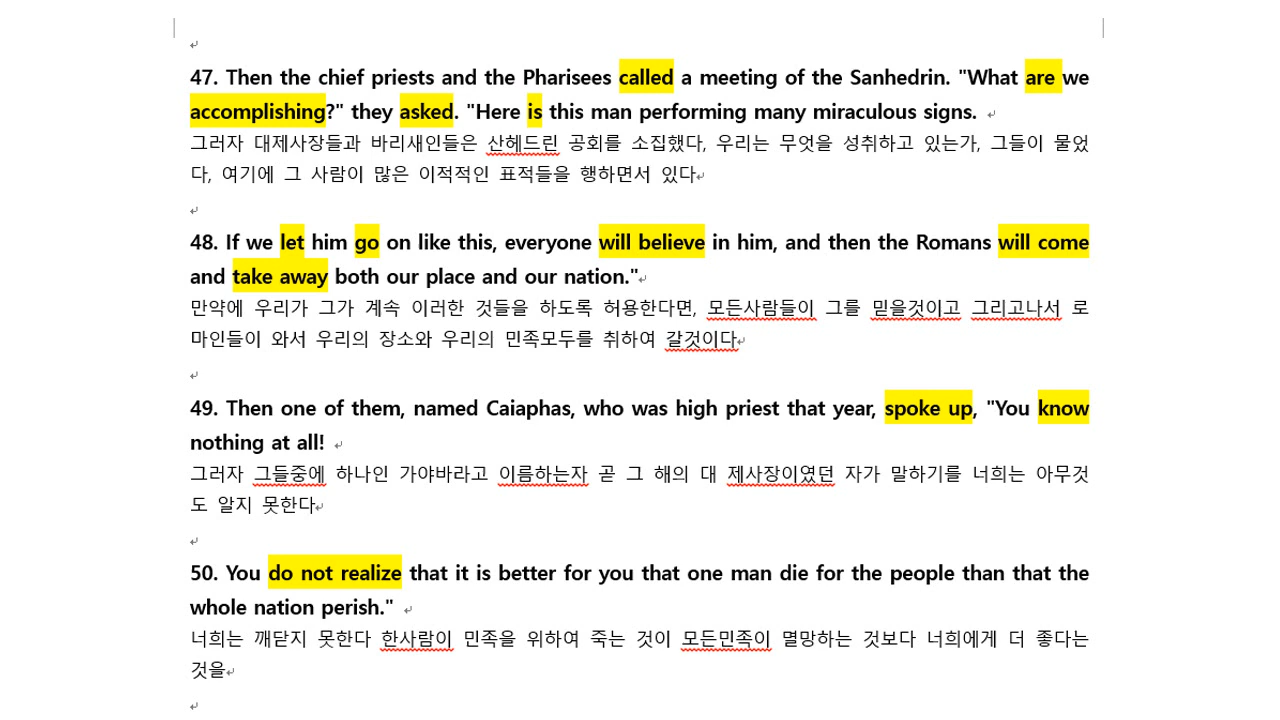 47. Then the chief priests and the Pharisees called a meeting of the Sanhedrin. "What are we
accomplishing?" they asked. "Here is this man performing many miraculous signs.
그러자 대제사장들과 바리새인들은 산헤드린 공회를 소집했다, 우리는 무엇을 성취하고 있는가, 그들이 물었
다, 여기에 그 사람이 많은 이적적인 표적들을 행하면서 있다
48. If we let him go on like this, everyone will believe in him, and then the Romans will come
and take away both our place and our nation."
만약에 우리가 그가 계속 이러한 것들을 하도록 허용한다면, 모든사람들이 그를 믿을것이고 그리고나서 로
마인들이 와서 우리의 장소와 우리의 민족모두를 취하여 갈것이다
49. Then one of them, named Caiaphas, who was high priest that year, spoke up, "You know
nothing at all!
그러자 그들중에 하나인 가야바라고 이름하는자 곧 그 해의 대 제사장이였던 자가 말하기를 너희는 아무것
도 알지 못한다
50. You do not realize that it is better for you that one man die for the people than that the
whole nation perish."
너희는 깨닫지 못한다 한사람이 민족을 위하여 죽는 것이 모든민족이 멸망하는 것보다 너희에게 더 좋다는
것을